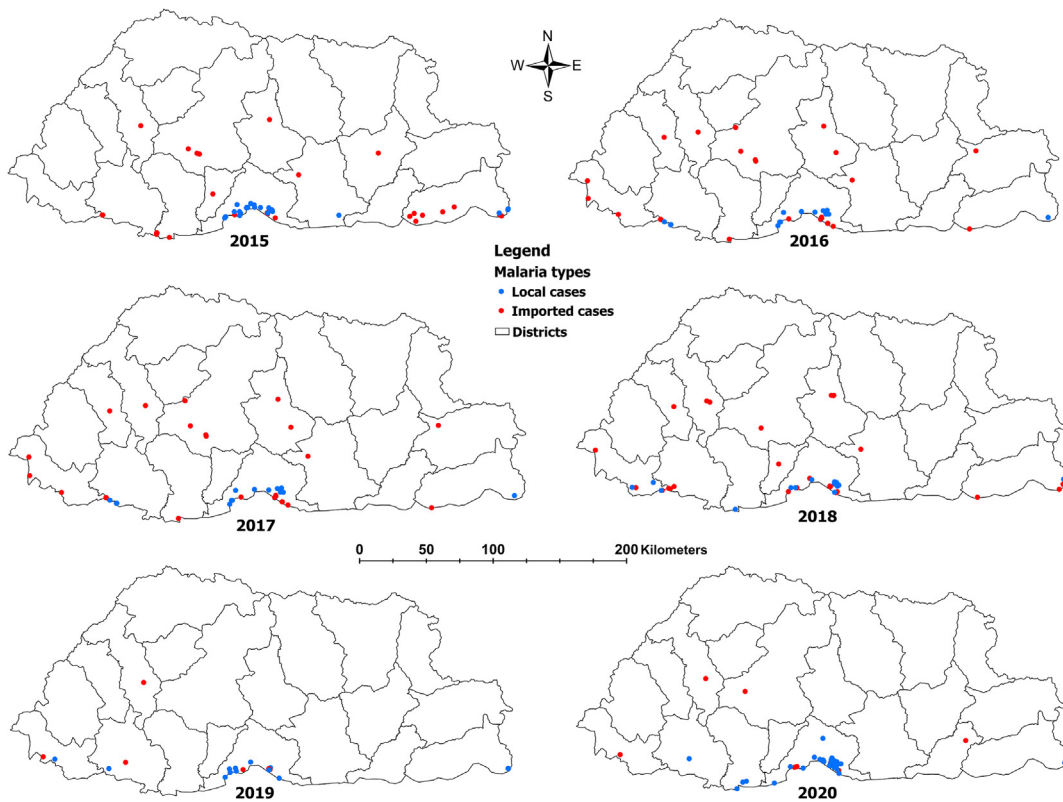 N
W E
S
2015
2016
Legend
Malaria types
Local cases
Imported cases
Districts
2017
2018
0 50 100 200 Kilometers
2019
2020